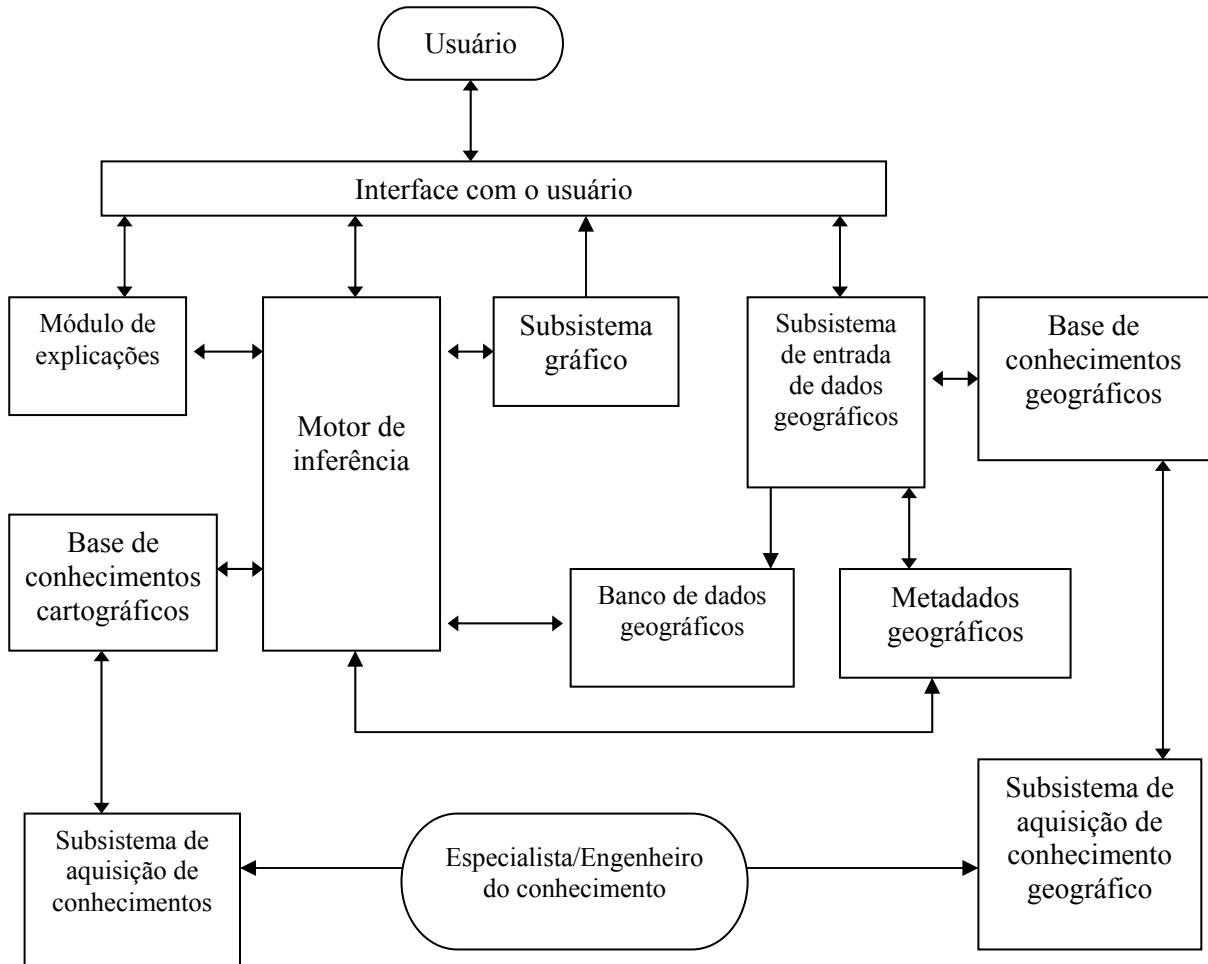 Usuário
Interface com o usuário
Módulo de
explicações
Motor de
inferência
Subsistema
gráfico
Subsistema
de entrada
de dados
geográficos
Base de
conhecimentos
geográficos
Base de
conhecimentos
cartográficos
Banco de dados
geográficos
Metadados
geográficos
Subsistema de
aquisição de
conhecimentos
Especialista/Engenheiro
do conhecimento
Subsistema de
aquisição de
conhecimento
geográfico